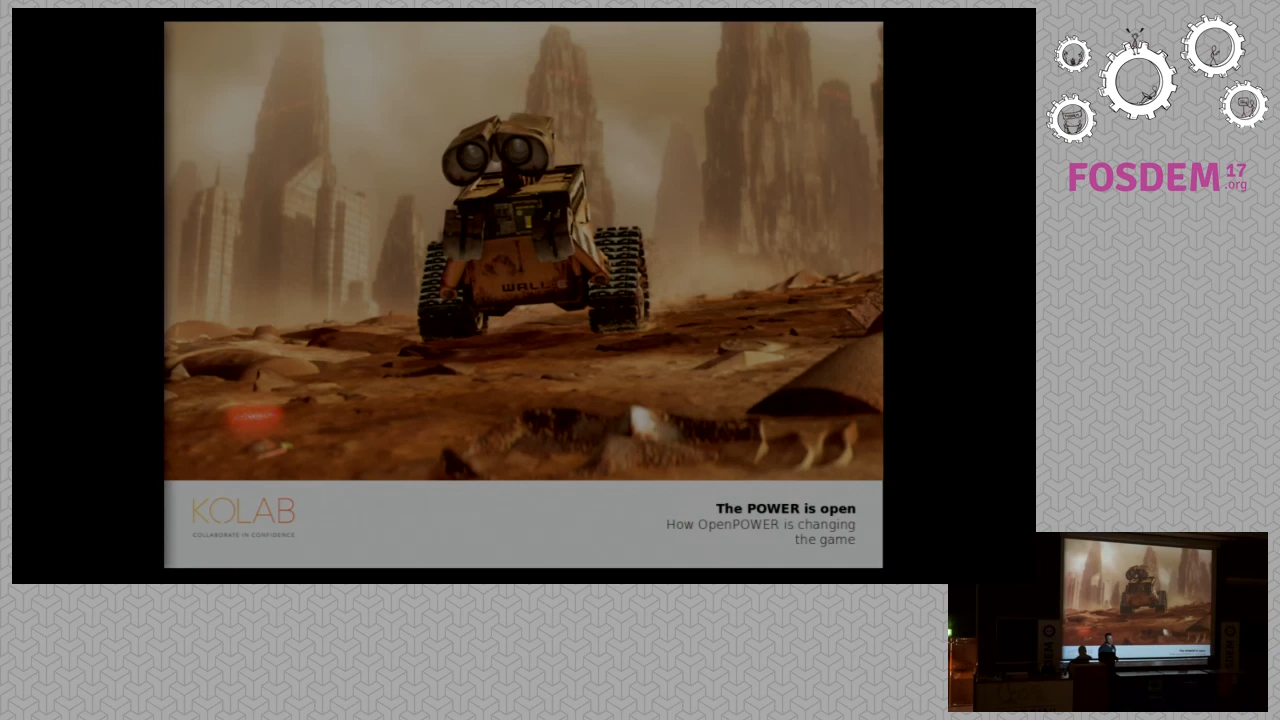 WALL
KOLAB
COLLABORATE IN CONFIDENCE
The POWER is open
How OpenPOWER is changing
the game
FOSDEM 17
.org